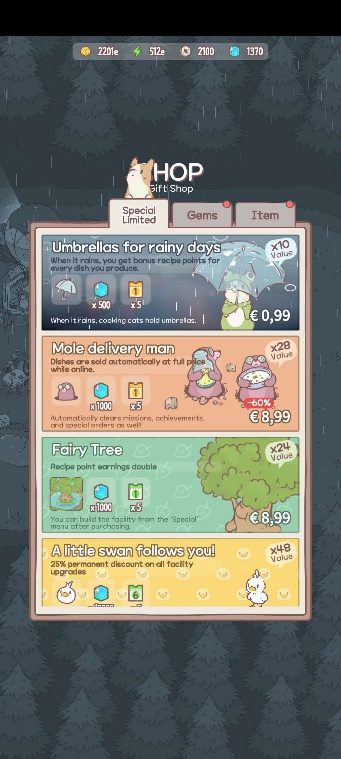 2201e 512e 2100 1370
HOP
Gift Shop
Special Limited
Gems
Item
Umbrellas for rainy days
x10 Value
When it rains, you get bonus recipe points for
every dish you produce.
x 500 x 5
When it rains, cooking cats hold umbrellas.
€ 0,99
Mole delivery man
x28 Value
Dishes are sold automatically at full price
while online.
x1000 x 5
-60%
Automatically clears missions, achievements
and special orders as well!
€ 8,99
Fairy Tree
x24 Value
Recipe point earnings double
x1000 x 5
You can build the facility from the 'Special'
menu after purchasing.
€ 8,99
A little swan follows you!
x48 Value
25% permanent discount on all facility
upgrades